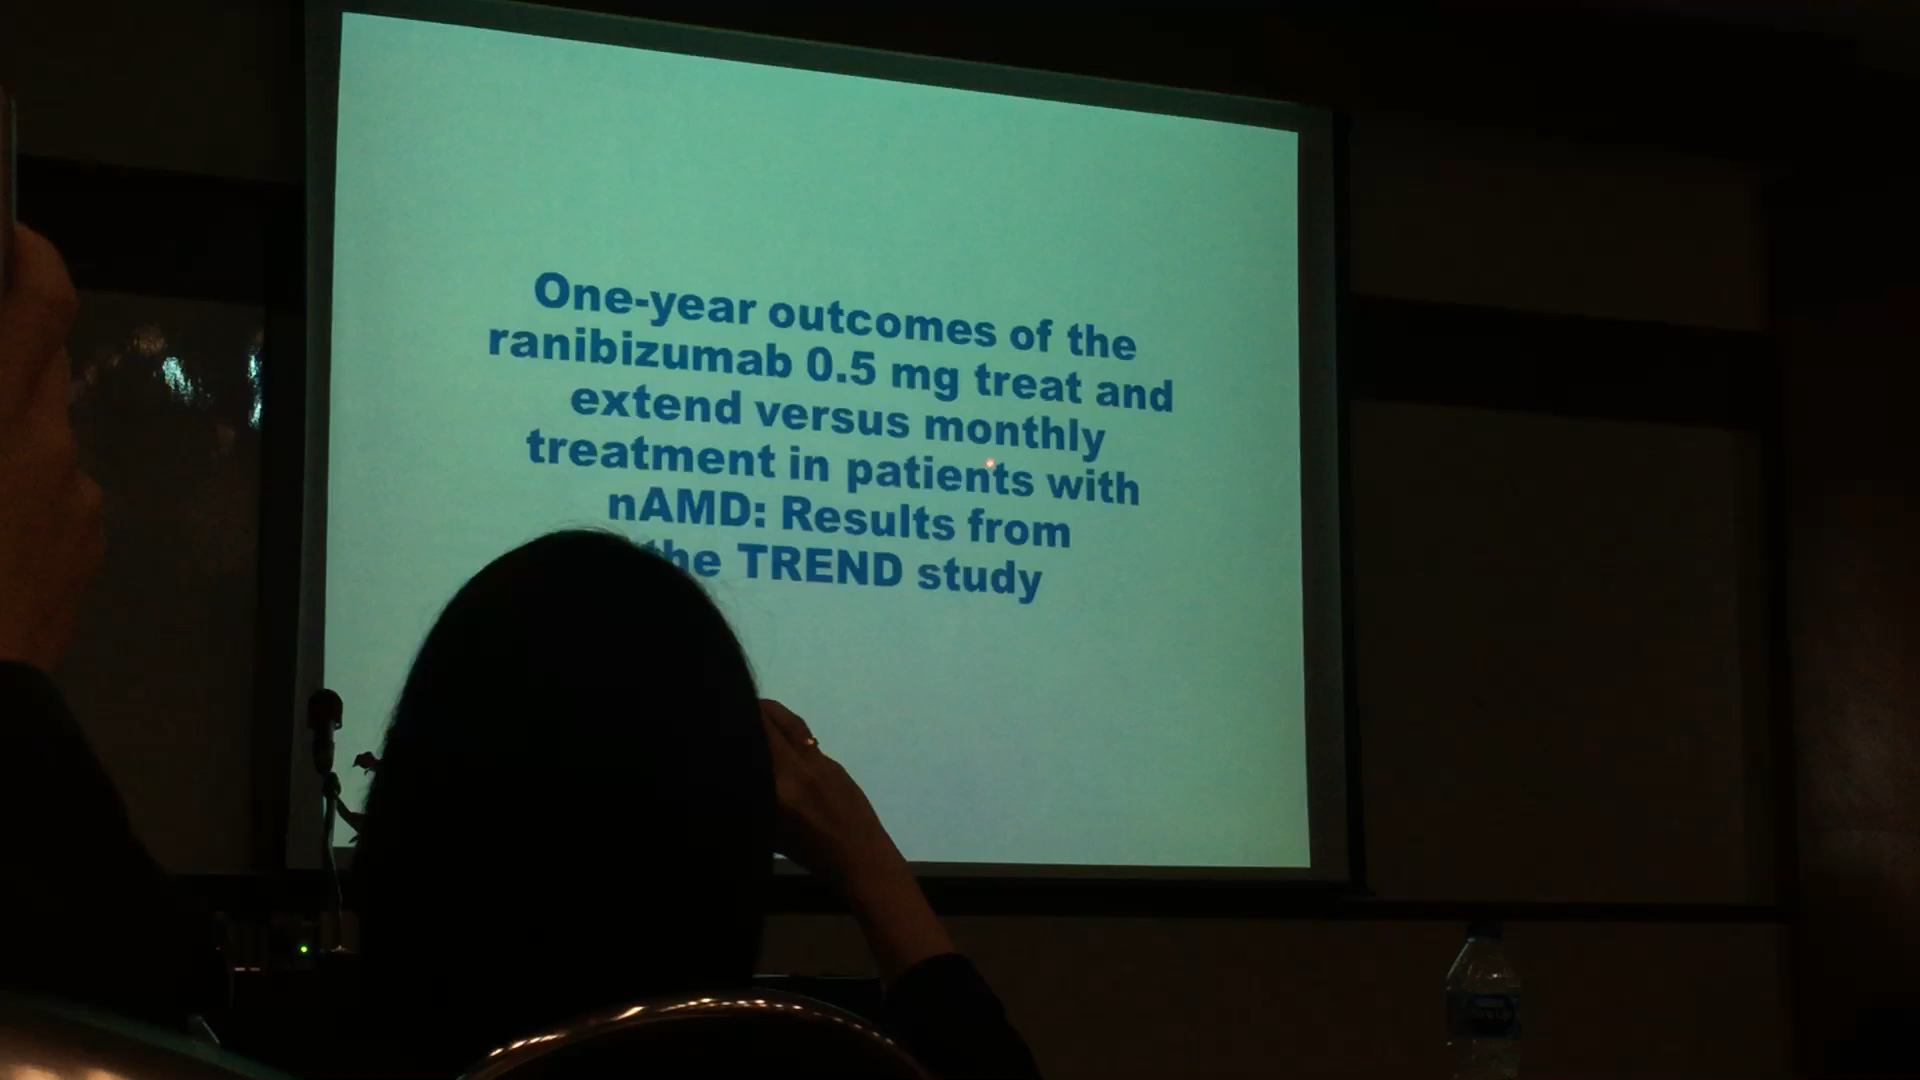 One-year outcomes of the
ranibizumab 0.5 mg treat and
extend versus monthly
treatment in patients with
nAMD: Results from
the TREND study